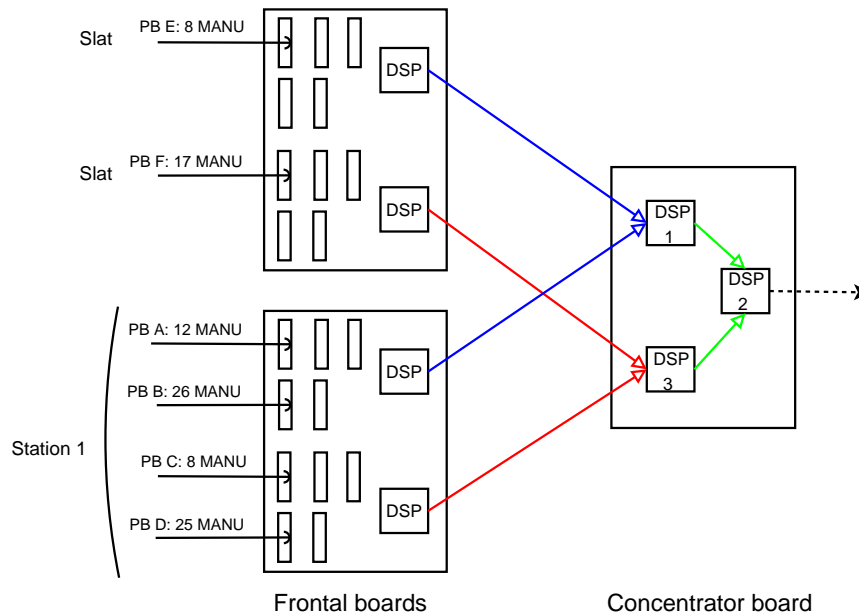 Slat
PB E: 8 MANU
DSP
Slat
PB F: 17 MANU
DSP
DSP
1
DSP
2
PB A: 12 MANU
DSP
DSP
3
PB B: 26 MANU
Station 1
PB C: 8 MANU
DSP
PB D: 25 MANU
Frontal boards
Concentrator board